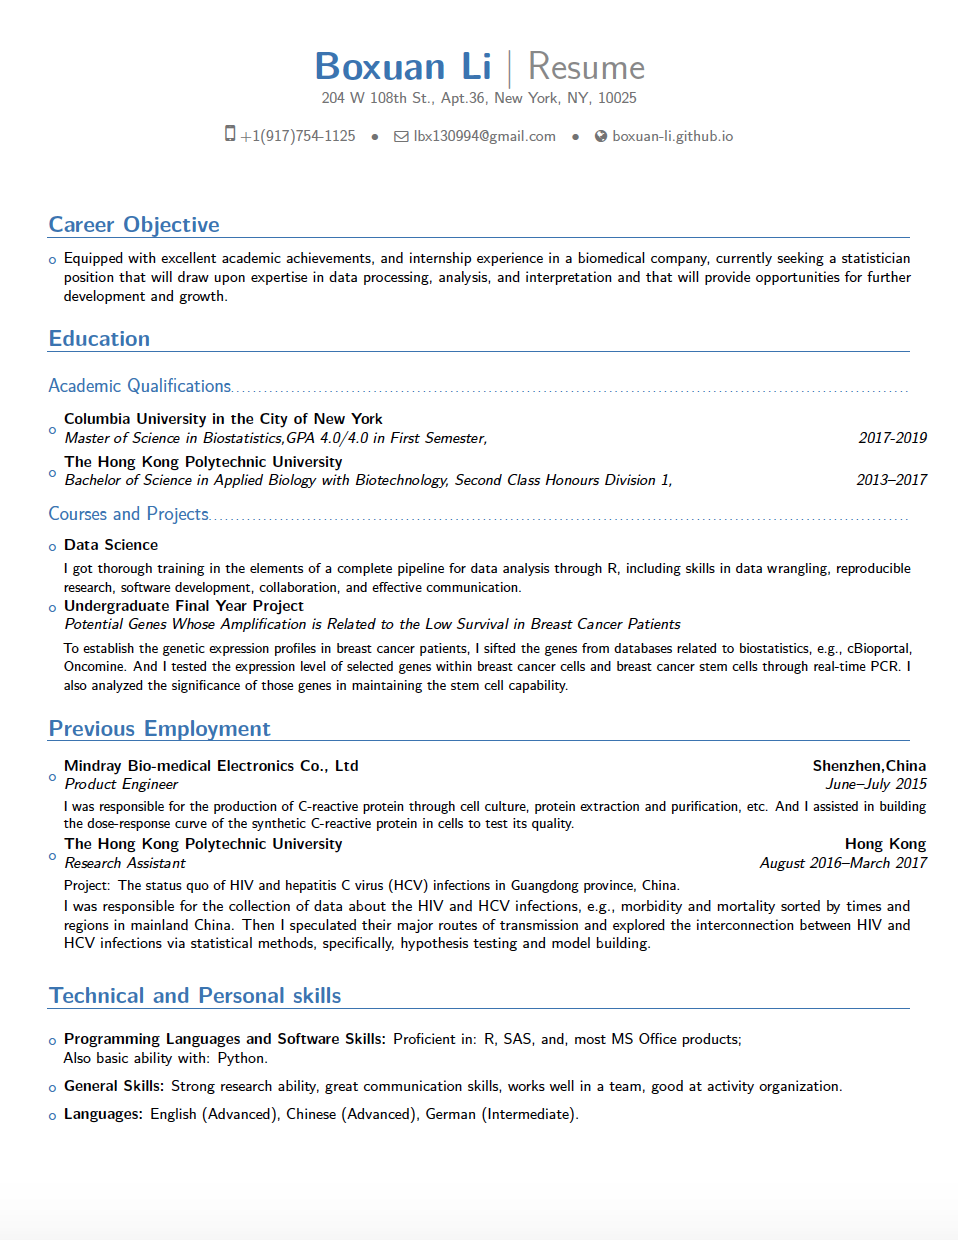 Boxuan Li | Resume
204 W 108th St., Apt.36, New York, NY, 10025
+1(917)754-1125 • lbx130994@gmail.com • boxuan-li.github.io
Career Objective
Equipped with excellent academic achievements, and internship experience in a biomedical company, currently seeking a statistician
position that will draw upon expertise in data processing, analysis, and interpretation and that will provide opportunities for further
development and growth.
Education
Academic Qualifications
Columbia University in the City of New York
Master of Science in Biostatistics,GPA 4.0/4.0 in First Semester, 2017-2019
The Hong Kong Polytechnic University
Bachelor of Science in Applied Biology with Biotechnology, Second Class Honours Division 1, 2013–2017
Courses and Projects
Data Science
I got thorough training in the elements of a complete pipeline for data analysis through R, including skills in data wrangling, reproducible
research, software development, collaboration, and effective communication.
Undergraduate Final Year Project
Potential Genes Whose Amplification is Related to the Low Survival in Breast Cancer Patients
To establish the genetic expression profiles in breast cancer patients, I sifted the genes from databases related to biostatistics, e.g., cBioportal,
Oncomine. And I tested the expression level of selected genes within breast cancer cells and breast cancer stem cells through real-time PCR. I
also analyzed the significance of those genes in maintaining the stem cell capability.
Previous Employment
Mindray Bio-medical Electronics Co., Ltd Shenzhen,China
Product Engineer June–July 2015
I was responsible for the production of C-reactive protein through cell culture, protein extraction and purification, etc. And I assisted in building
the dose-response curve of the synthetic C-reactive protein in cells to test its quality.
The Hong Kong Polytechnic University Hong Kong
Research Assistant August 2016–March 2017
Project: The status quo of HIV and hepatitis C virus (HCV) infections in Guangdong province, China.
I was responsible for the collection of data about the HIV and HCV infections, e.g., morbidity and mortality sorted by times and
regions in mainland China. Then I speculated their major routes of transmission and explored the interconnection between HIV and
HCV infections via statistical methods, specifically, hypothesis testing and model building.
Technical and Personal skills
Programming Languages and Software Skills: Proficient in: R, SAS, and, most MS Office products;
Also basic ability with: Python.
General Skills: Strong research ability, great communication skills, works well in a team, good at activity organization.
Languages: English (Advanced), Chinese (Advanced), German (Intermediate).